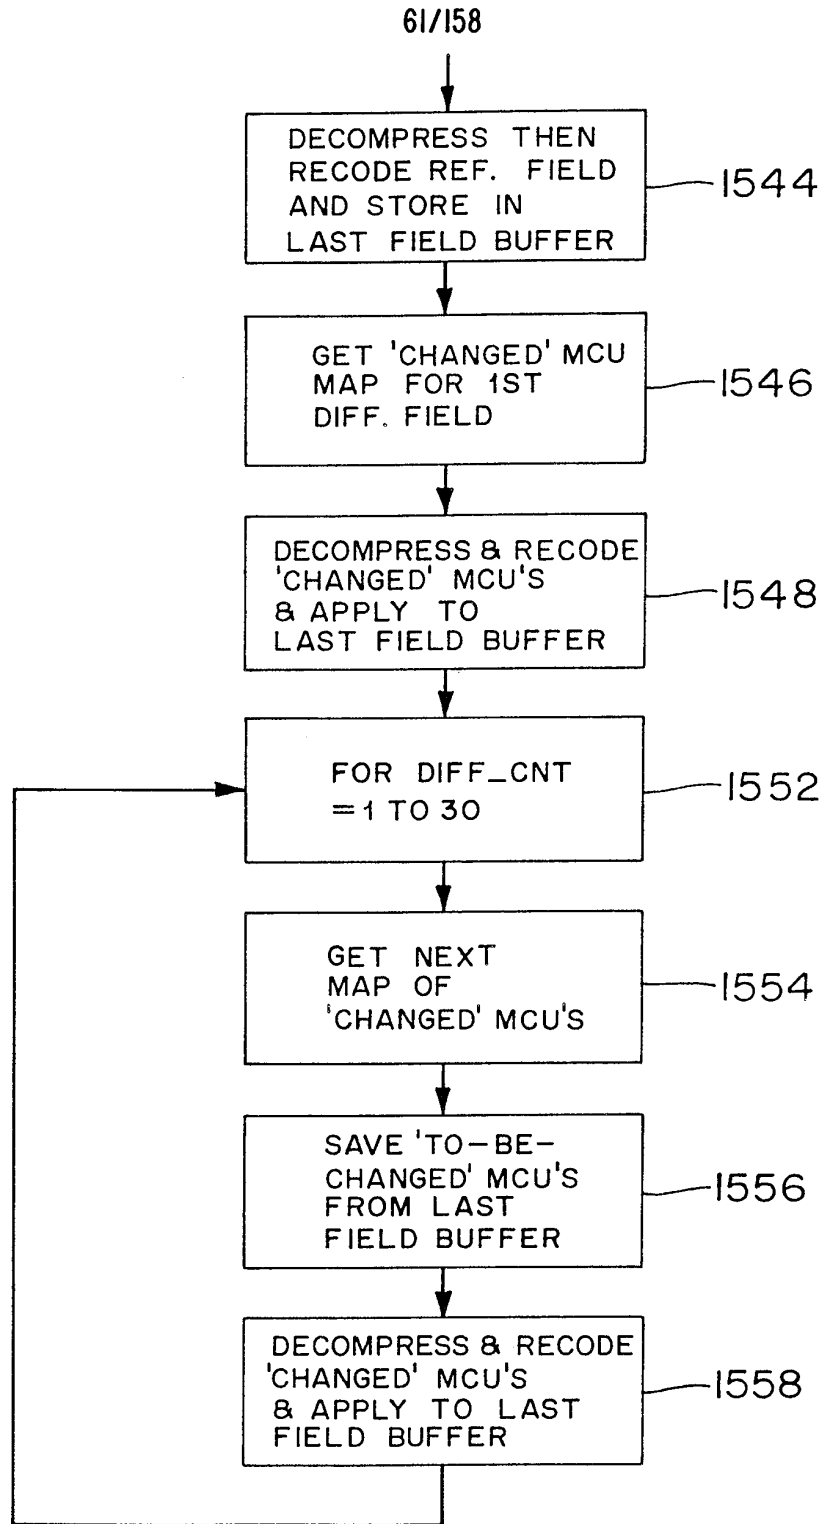 61/158
DECOMPRESS THEN
RECODE REF. FIELD
AND STORE IN
LAST FIELD BUFFER
1544
GET 'CHANGED' MCU
MAP FOR 1ST
DIFF. FIELD
1546
DECOMPRESS & RECODE
'CHANGED' MCU'S
& APPLY TO
LAST FIELD BUFFER
1548
FOR DIFF_CNT
=1 TO 30
1552
GET NEXT
MAP OF
'CHANGED' MCU'S
1554
SAVE 'TO-BE-
CHANGED' MCU'S
FROM LAST
FIELD BUFFER
1556
DECOMPRESS & RECODE
'CHANGED' MCU'S
& APPLY TO LAST
FIELD BUFFER
1558